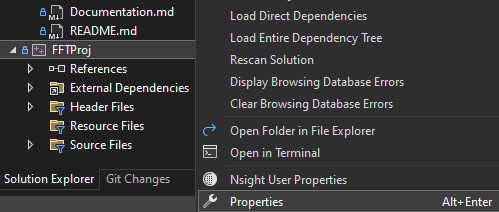 Documentation.md
README.md
FFTProj
References
External Dependencies
Header Files
Resource Files
Source Files
Solution Explorer
Git Changes
Load Direct Dependencies
Load Entire Dependency Tree
Rescan Solution
Display Browsing Database Errors
Clear Browsing Database Errors
Open Folder in File Explorer
Open in Terminal
Nsight User Properties
Properties Alt+Enter